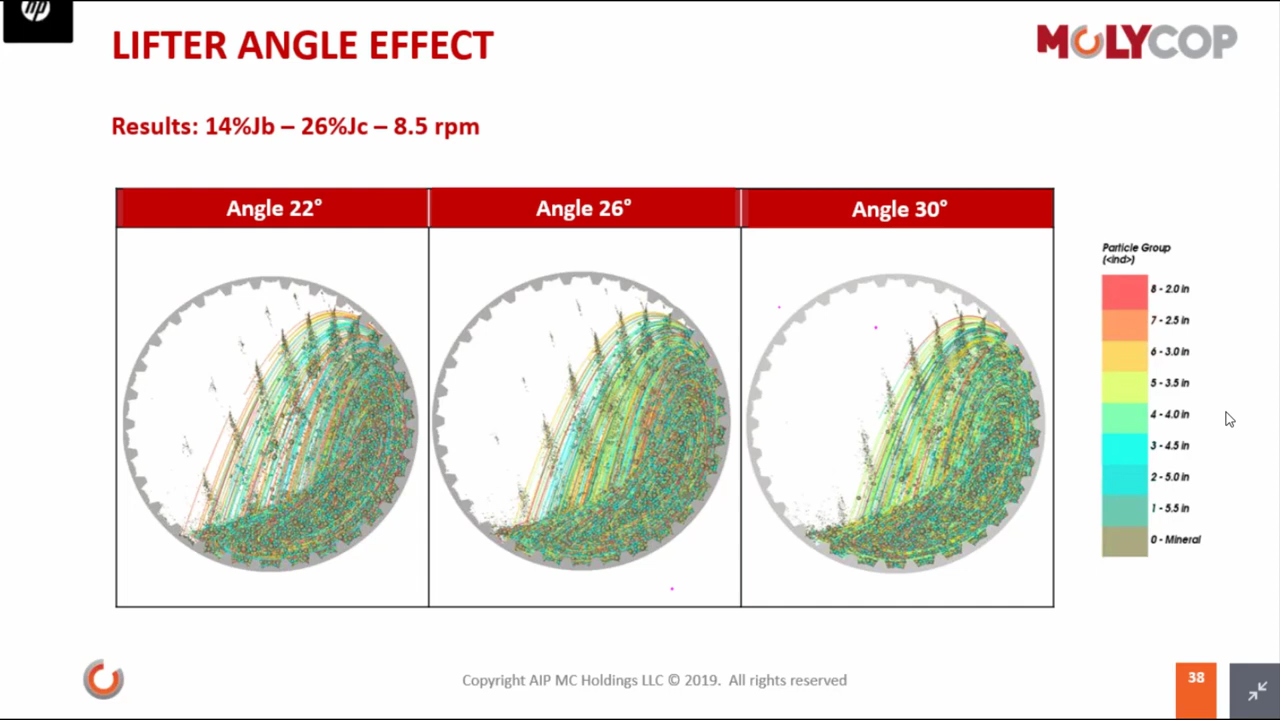 hp
LIFTER ANGLE EFFECT
MOLYCOP
Results: 14%Jb – 26%Jc – 8.5 rpm
Angle 22°
Angle 26°
Angle 30°
Particle Group
(<ind>)
8 - 2.0 in
7 - 2.5 in
6 - 3.0 in
5 - 3.5 in
4 - 4.0 in
3 - 4.5 in
2 - 5.0 in
1 - 5.5 in
0 - Mineral
Copyright AIP MC Holdings LLC © 2019. All rights reserved
38